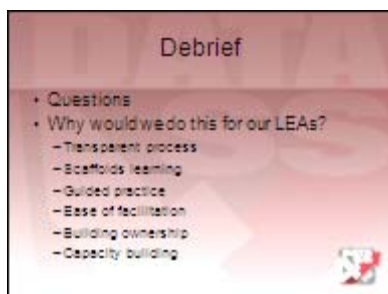 Debrief
• Questions
• Why would we do this for our LEAs?
– Transparent process
– Scaffolds learning
– Guided practice
– Ease of facilitation
– Building ownership
– Capacity building